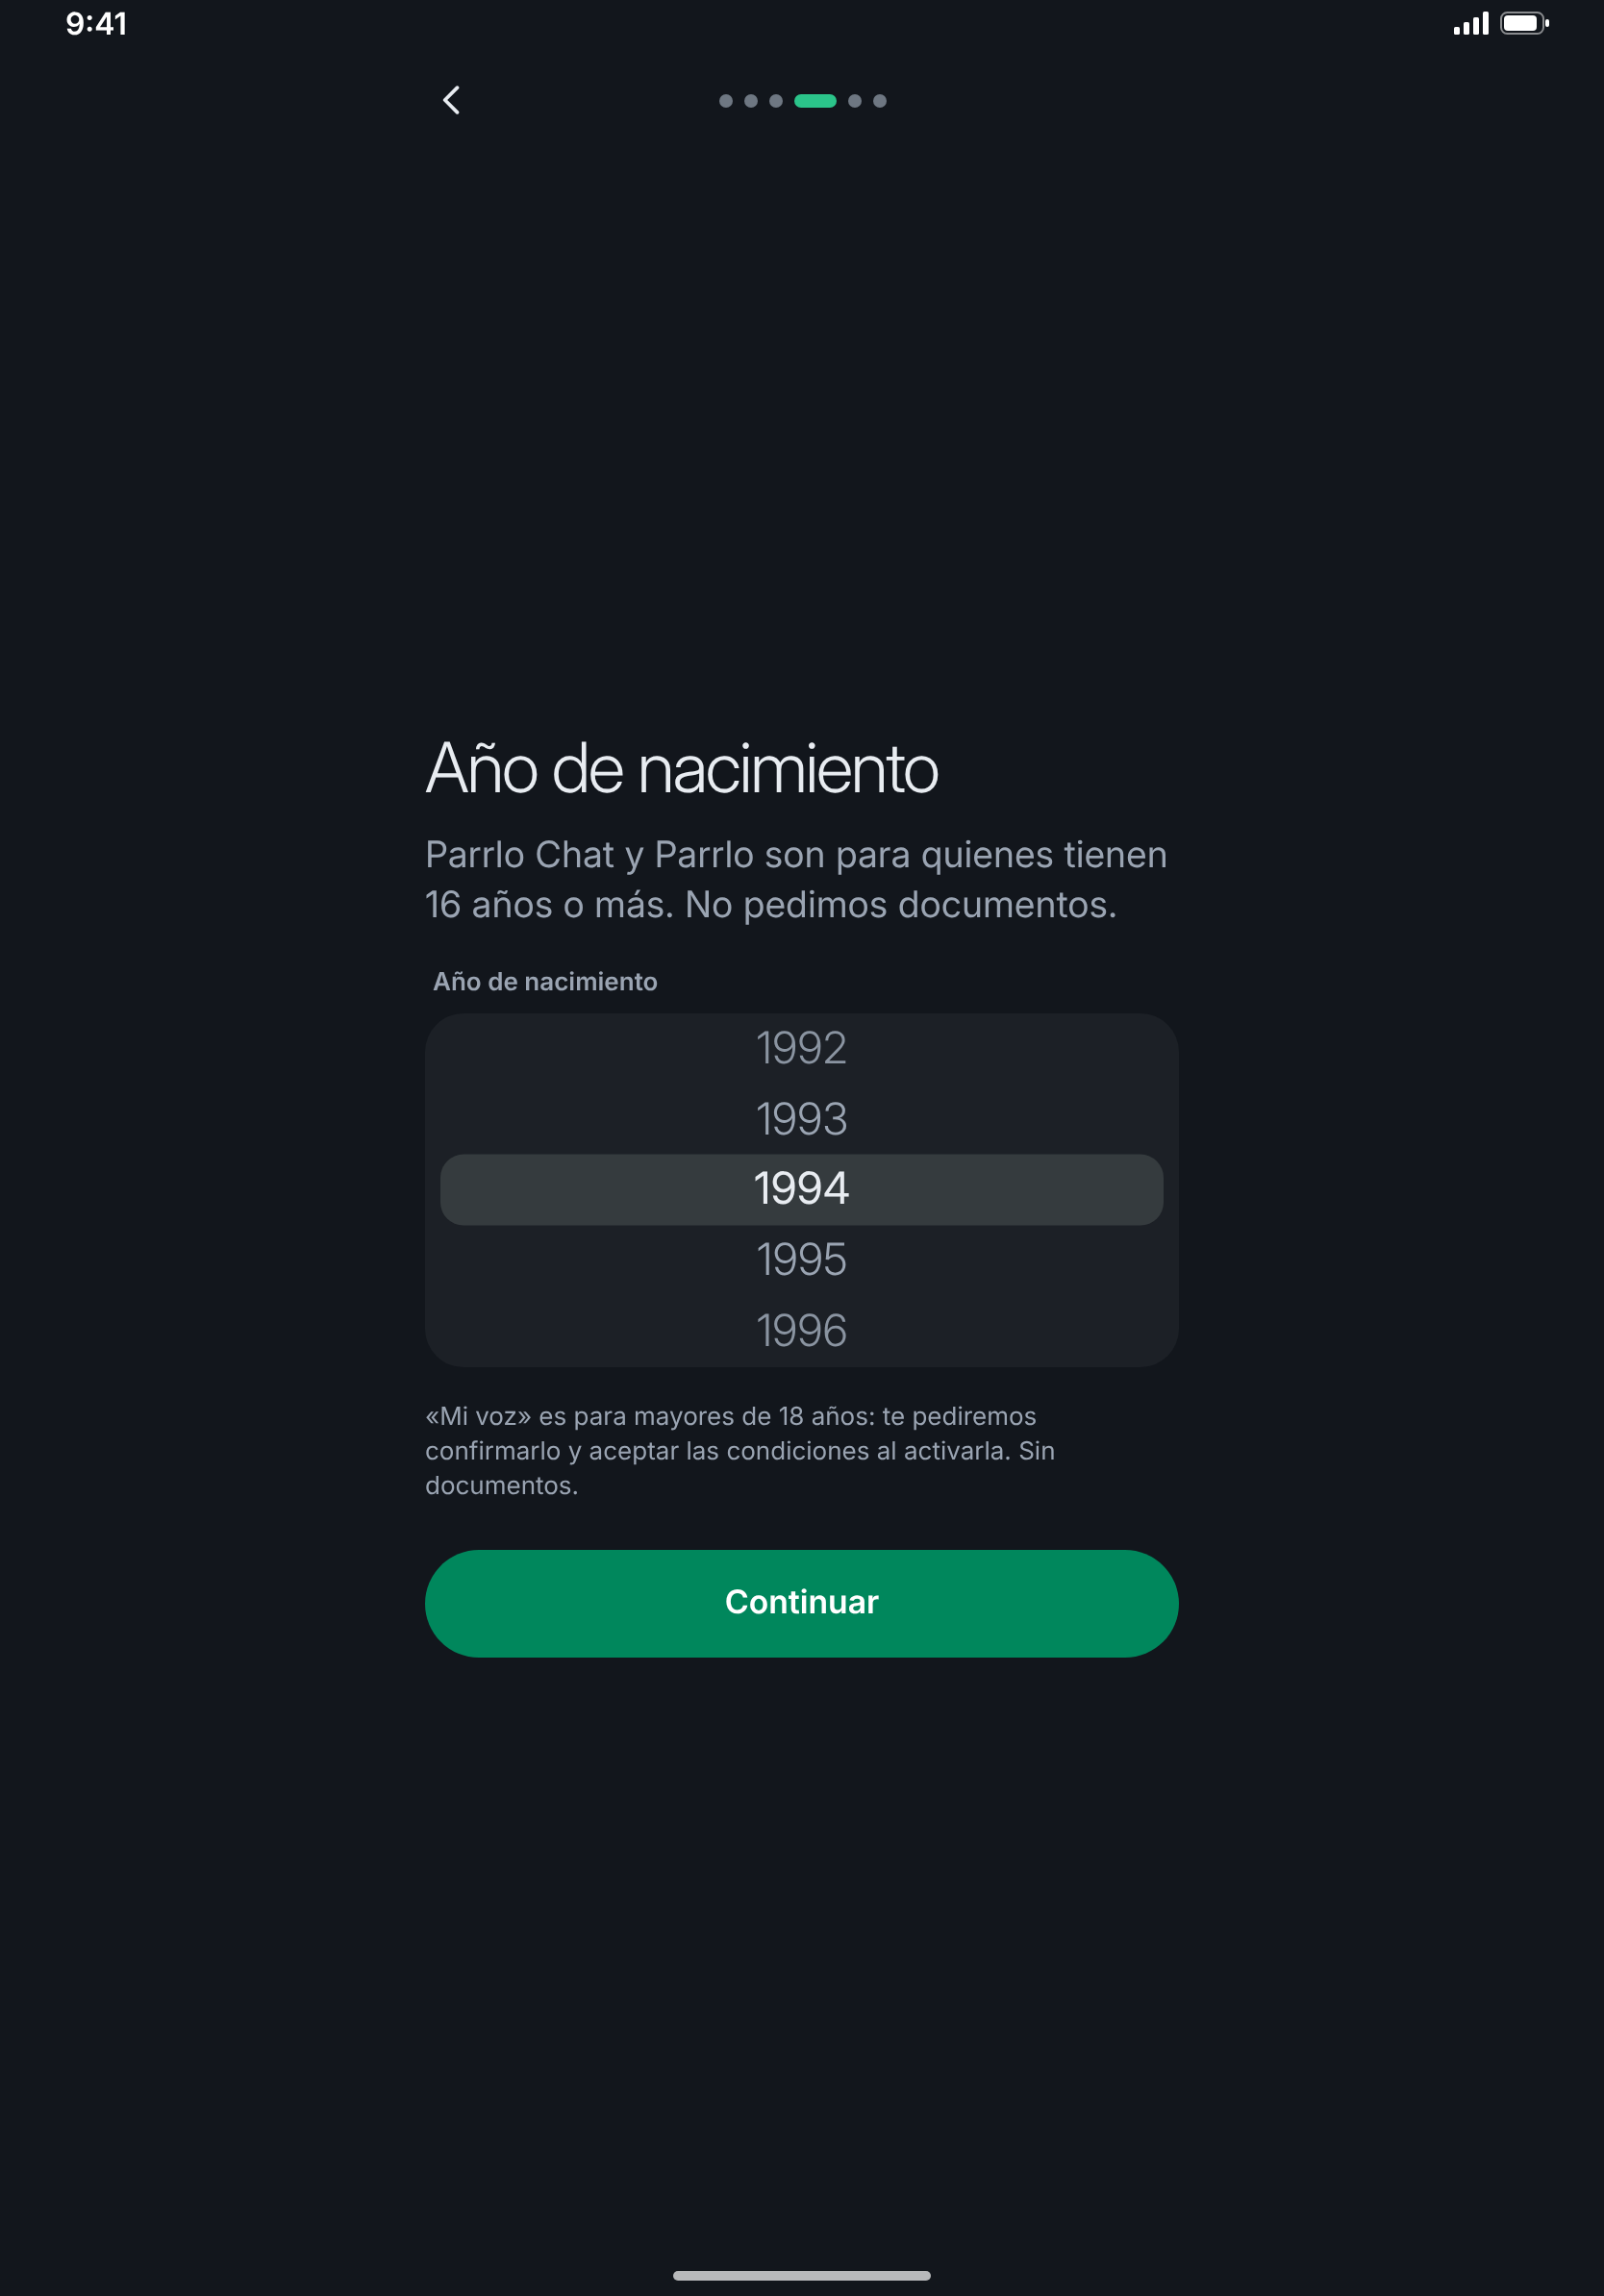 9:41
Año de nacimiento
Parrlo Chat y Parrlo son para quienes tienen
16 años o más. No pedimos documentos.
Año de nacimiento
1992
1993
1994
1995
1996
«Mi voz» es para mayores de 18 años: te pediremos
confirmarlo y aceptar las condiciones al activarla. Sin
documentos.
Continuar